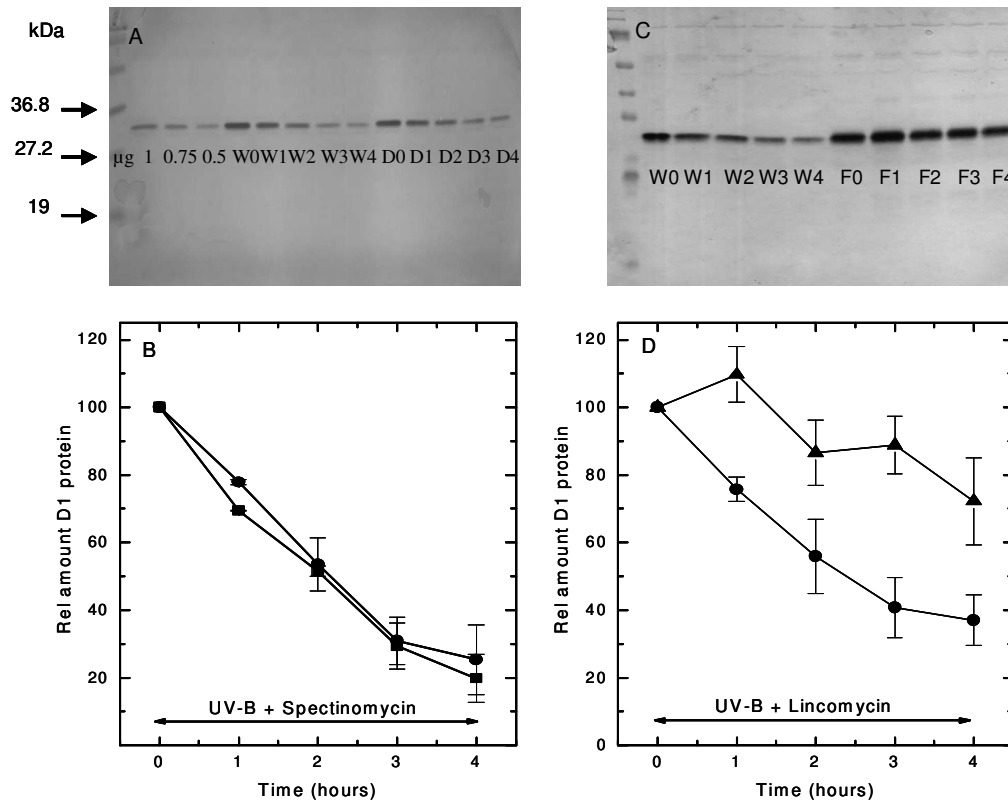 kDa
A
36.8
27.2
19
µg 1 0.75 0.5 W0 W1 W2 W3 W4 D0 D1 D2 D3 D4
C
W0 W1 W2 W3 W4 F0 F1 F2 F3 F4
B
Rel amount D1 protein
120
100
80
60
40
20
UV-B + Spectinomycin
0 1 2 3 4
Time (hours)
D
Rel amount D1 protein
120
100
80
60
40
20
0
UV-B + Lincomycin
0 1 2 3 4
Time (hours)